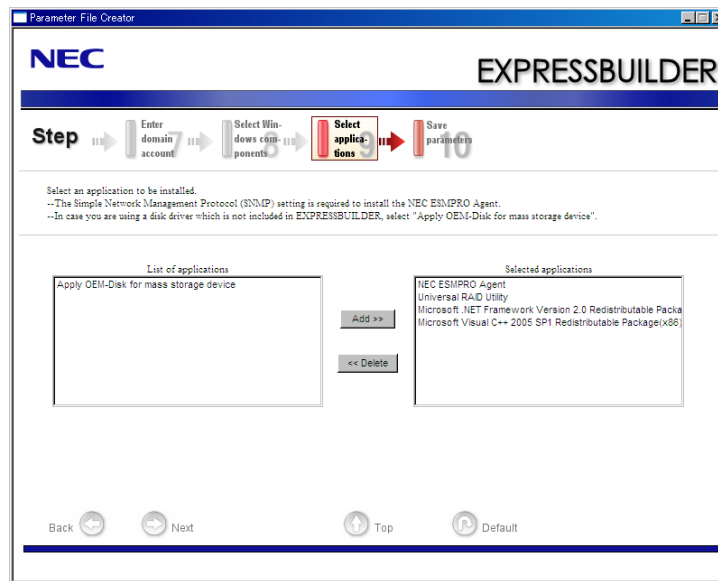 Parameter File Creator
NEC
EXPRESSBUILDER
Step
Enter
domain
account
7
Select Win-
dows com-
ponents
8
Select
applica-
tions
9
Save
parameters
10
Select an application to be installed.
--The Simple Network Management Protocol (SNMP) setting is required to install the NEC ESMPRO Agent.
--In case you are using a disk driver which is not included in EXPRESSBUILDER, select "Apply OEM-Disk for mass storage device".
List of applications
Apply OEM-Disk for mass storage device
Add >>
<< Delete
Selected applications
NEC ESMPRO Agent
Universal RAID Utility
Microsoft .NET Framework Version 2.0 Redistributable Packa
Microsoft Visual C++ 2005 SP1 Redistributable Package(x86)
Back
Next
Top
Default